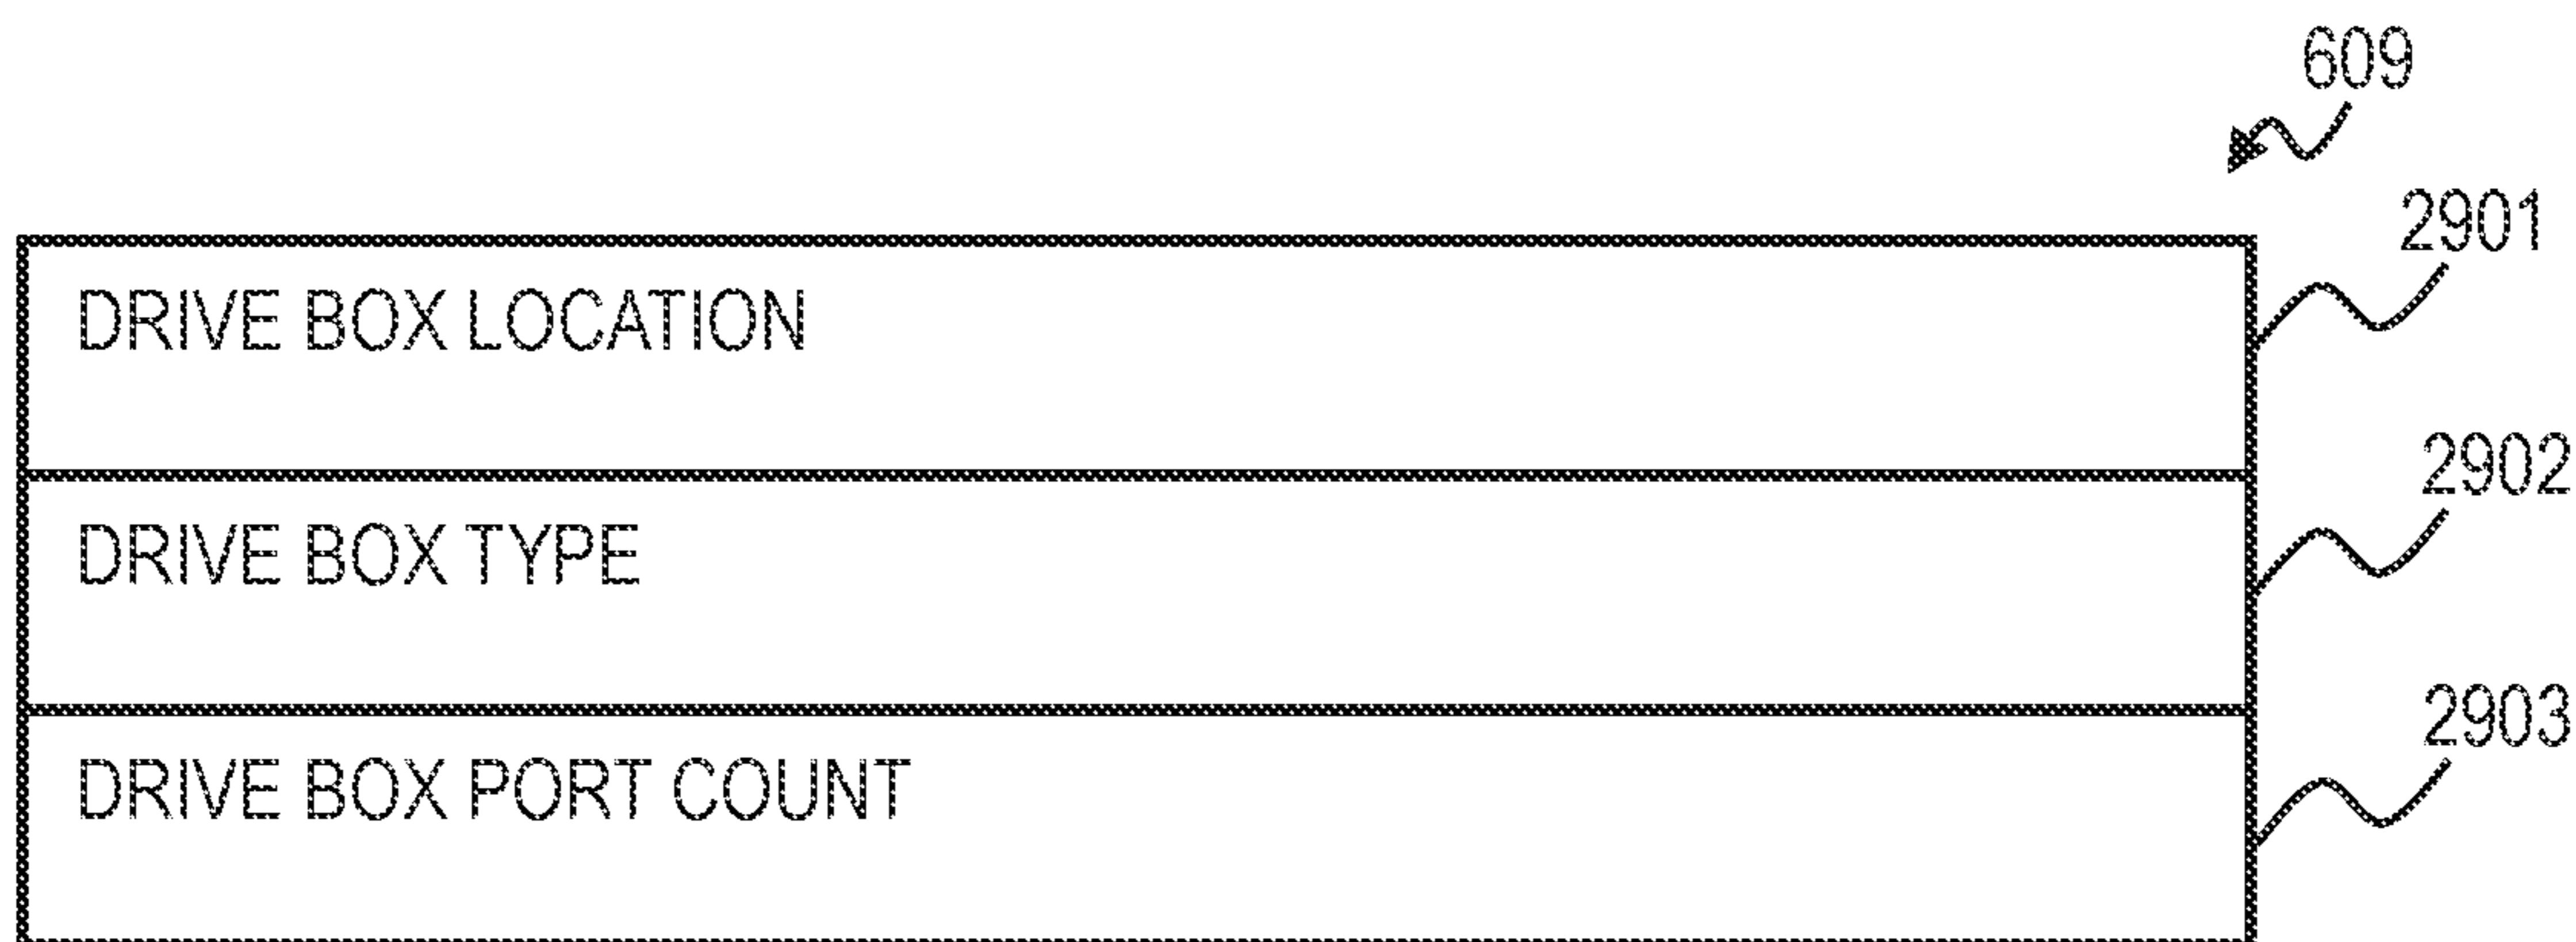 609
2901
DRIVE BOX LOCATION
2902
DRIVE BOX TYPE
2903
DRIVE BOX PORT COUNT